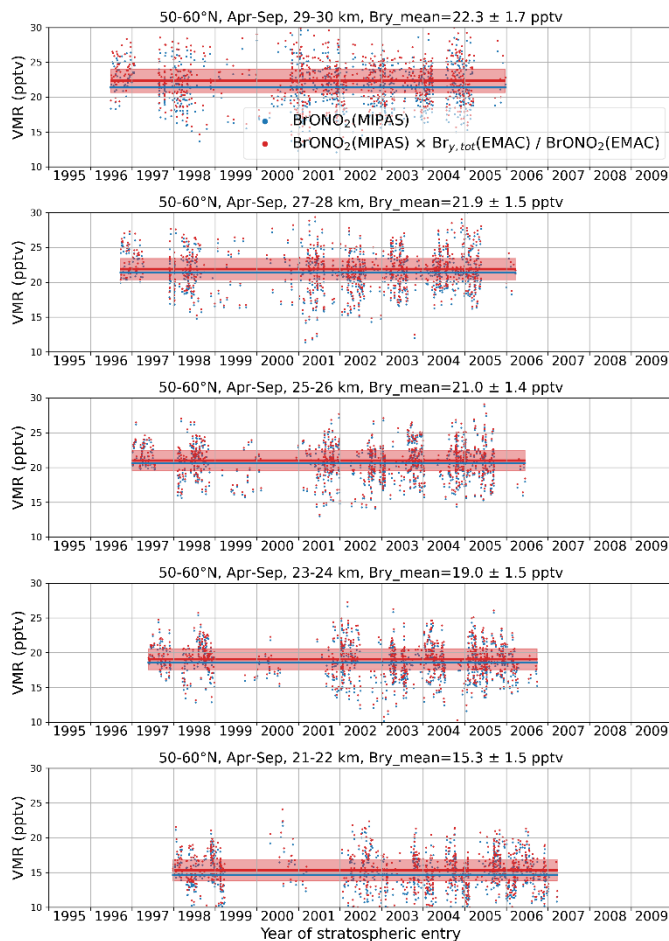 50-60°N, Apr-Sep, 29-30 km, Bry_mean=22.3 ± 1.7 pptv
VMR (pptv)
30
25
20
15
10
BrONO₂(MIPAS)
BrONO₂(MIPAS) × Brᵧ,tot(EMAC) / BrONO₂(EMAC)
1995 1996 1997 1998 1999 2000 2001 2002 2003 2004 2005 2006 2007 2008 2009
50-60°N, Apr-Sep, 27-28 km, Bry_mean=21.9 ± 1.5 pptv
VMR (pptv)
30
25
20
15
10
1995 1996 1997 1998 1999 2000 2001 2002 2003 2004 2005 2006 2007 2008 2009
50-60°N, Apr-Sep, 25-26 km, Bry_mean=21.0 ± 1.4 pptv
VMR (pptv)
30
25
20
15
10
1995 1996 1997 1998 1999 2000 2001 2002 2003 2004 2005 2006 2007 2008 2009
50-60°N, Apr-Sep, 23-24 km, Bry_mean=19.0 ± 1.5 pptv
VMR (pptv)
30
25
20
15
10
1995 1996 1997 1998 1999 2000 2001 2002 2003 2004 2005 2006 2007 2008 2009
50-60°N, Apr-Sep, 21-22 km, Bry_mean=15.3 ± 1.5 pptv
VMR (pptv)
30
25
20
15
10
1995 1996 1997 1998 1999 2000 2001 2002 2003 2004 2005 2006 2007 2008 2009
Year of stratospheric entry